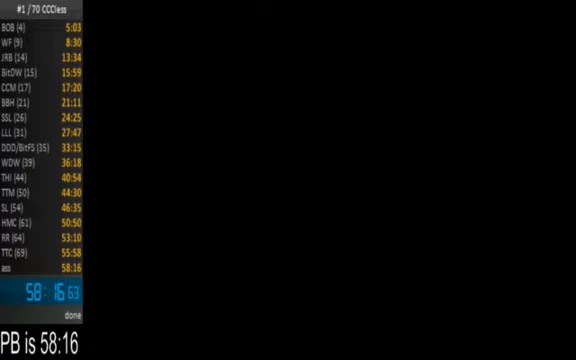 #1 / 70 CCCless
BOB (4) 5:03
WF (9) 8:30
JRB (14) 13:34
BitDW (15) 15:59
CCM (17) 17:20
BBH (21) 21:11
SSL (26) 24:25
LLL (31) 27:47
DDD/BitFS (35) 33:15
WDW (39) 36:18
THI (44) 40:54
TTM (50) 44:30
SL (54) 46:35
HMC (61) 50:50
RR (64) 53:10
TTC (69) 55:58
ass 58:16
58:16 63
done
PB is 58:16